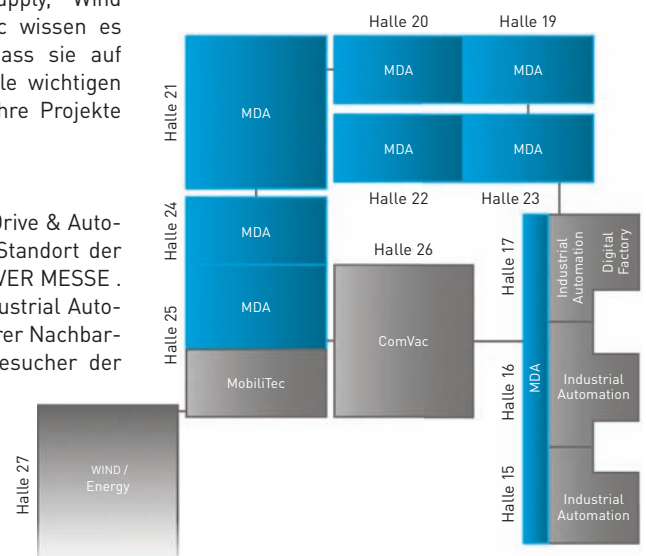 upply, Wind
c wissen es
ass sie auf
le wichtigen
hre Projekte
Drive & Auto-
Standort der
VER MESSE .
ustrial Auto-
rer Nachbar-
esucher der
Halle 20
Halle 19
MDA
MDA
Halle 21
MDA
MDA
MDA
Halle 22
Halle 23
Halle 24
MDA
Halle 26
Halle 17
Industrial
Automation
Digital
Factory
Halle 25
MDA
ComVac
MobiliTec
MDA
Halle 16
Industrial
Automation
Halle 27
WIND /
Energy
Halle 15
Industrial
Automation